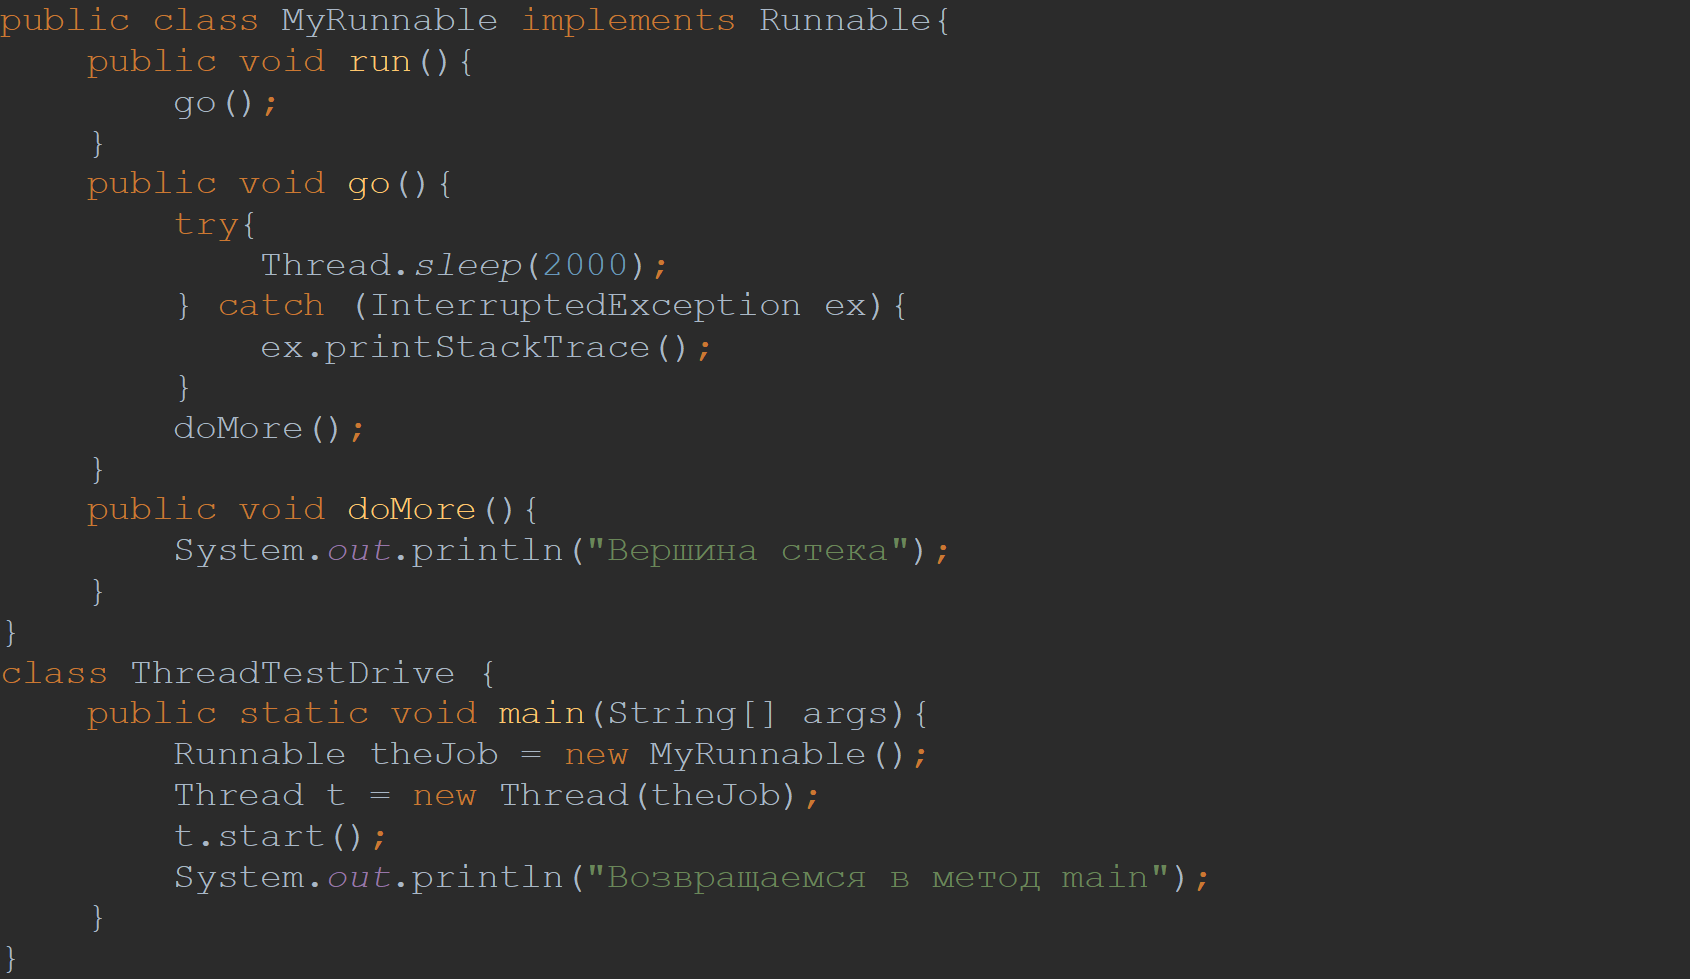 public class MyRunnable implements Runnable{
    public void run(){
        go();
    }
    public void go(){
        try{
            Thread.sleep(2000);
        } catch (InterruptedException ex){
            ex.printStackTrace();
        }
        doMore();
    }
    public void doMore(){
        System.out.println("Вершина стека");
    }
}
class ThreadTestDrive {
    public static void main(String[] args){
        Runnable theJob = new MyRunnable();
        Thread t = new Thread(theJob);
        t.start();
        System.out.println("Возвращаемся в метод main");
    }
}